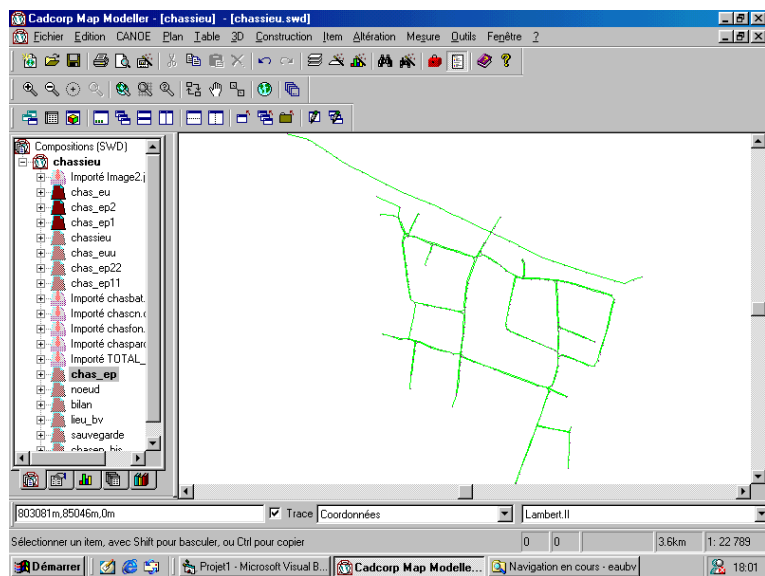 Cadcorp Map Modeller - [chassieu] - [chassieu.swd]
Fichier Edition CANOE Plan Table 3D Construction Item Altération Mesure Outils Fenêtre ?
Compositions (SWD)
chassieu
Importé Image2.j
chas_eu
chas_ep2
chas_ep1
chassieu
chas_euu
chas_ep22
chas_ep11
Importé chasbat.
Importé chascn.
Importé chasfon.
Importé chasparc
Importé TOTAL_
chas_ep
noeud
bilan
lieu_bv
sauvegarde
chasep_bis
803081m,85046m,0m
Trace
Coordonnées
Lambert.II
Sélectionner un item, avec Shift pour basculer, ou Ctrl pour copier
0 0 3.6km 1: 22 789
Démarrer Projet1 - Microsoft Visual B... Cadcorp Map Modelle... Navigation en cours - eaubv 18:01